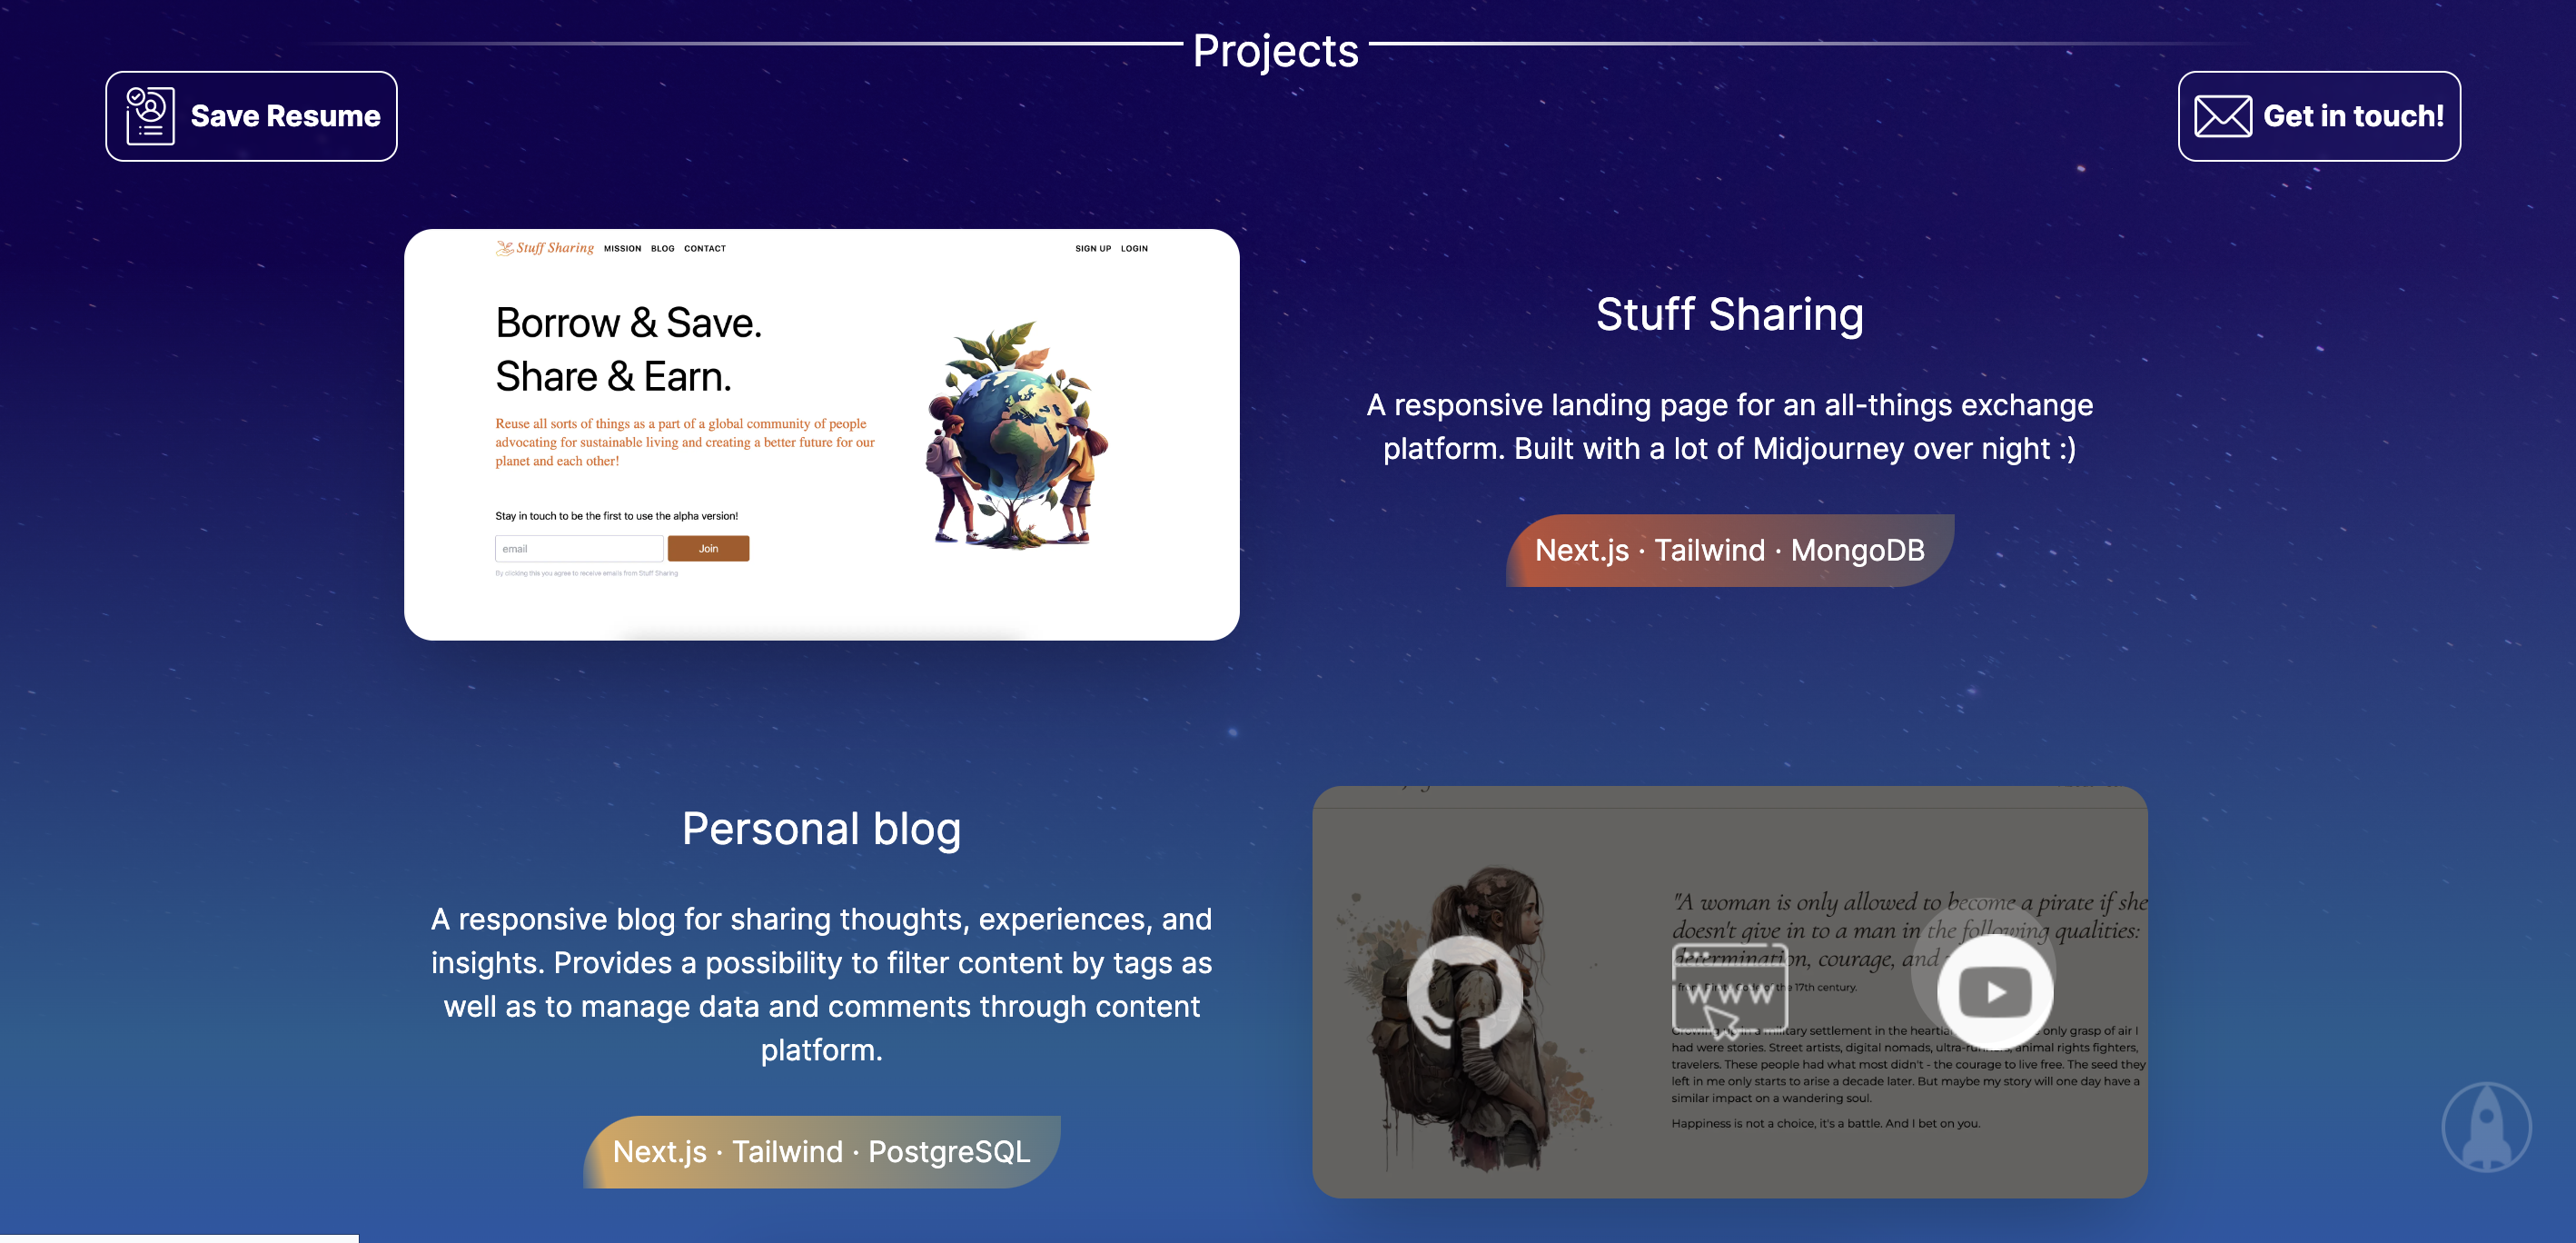 Projects
Save Resume
Get in touch!
Stuff Sharing MISSION BLOG CONTACT
SIGN UP LOGIN
Borrow & Save.
Share & Earn.
Reuse all sorts of things as a part of a global community of people
advocating for sustainable living and creating a better future for our
planet and each other!
Stay in touch to be the first to use the alpha version!
email
Join
By clicking this you agree to receive emails from Stuff Sharing
Stuff Sharing
A responsive landing page for an all-things exchange
platform. Built with a lot of Midjourney over night :)
Next.js · Tailwind · MongoDB
Personal blog
A responsive blog for sharing thoughts, experiences, and
insights. Provides a possibility to filter content by tags as
well as to manage data and comments through content
platform.
Next.js · Tailwind · PostgreSQL
"A woman is only allowed to become a pirate if she
doesn't give in to a man in the following qualities:
determination, courage, and
from Pirate Code of the 17th century.
www
Growing up in a military settlement in the only grasp of air I
had were stories. Street artists, digital nomads, ultra-runners, animal rights fighters,
travelers. These people had what most didn't - the courage to live free. The seed they
left in me only starts to arise a decade later. But maybe my story will one day have a
similar impact on a wandering soul.
Happiness is not a choice, it's a battle. And I bet on you.